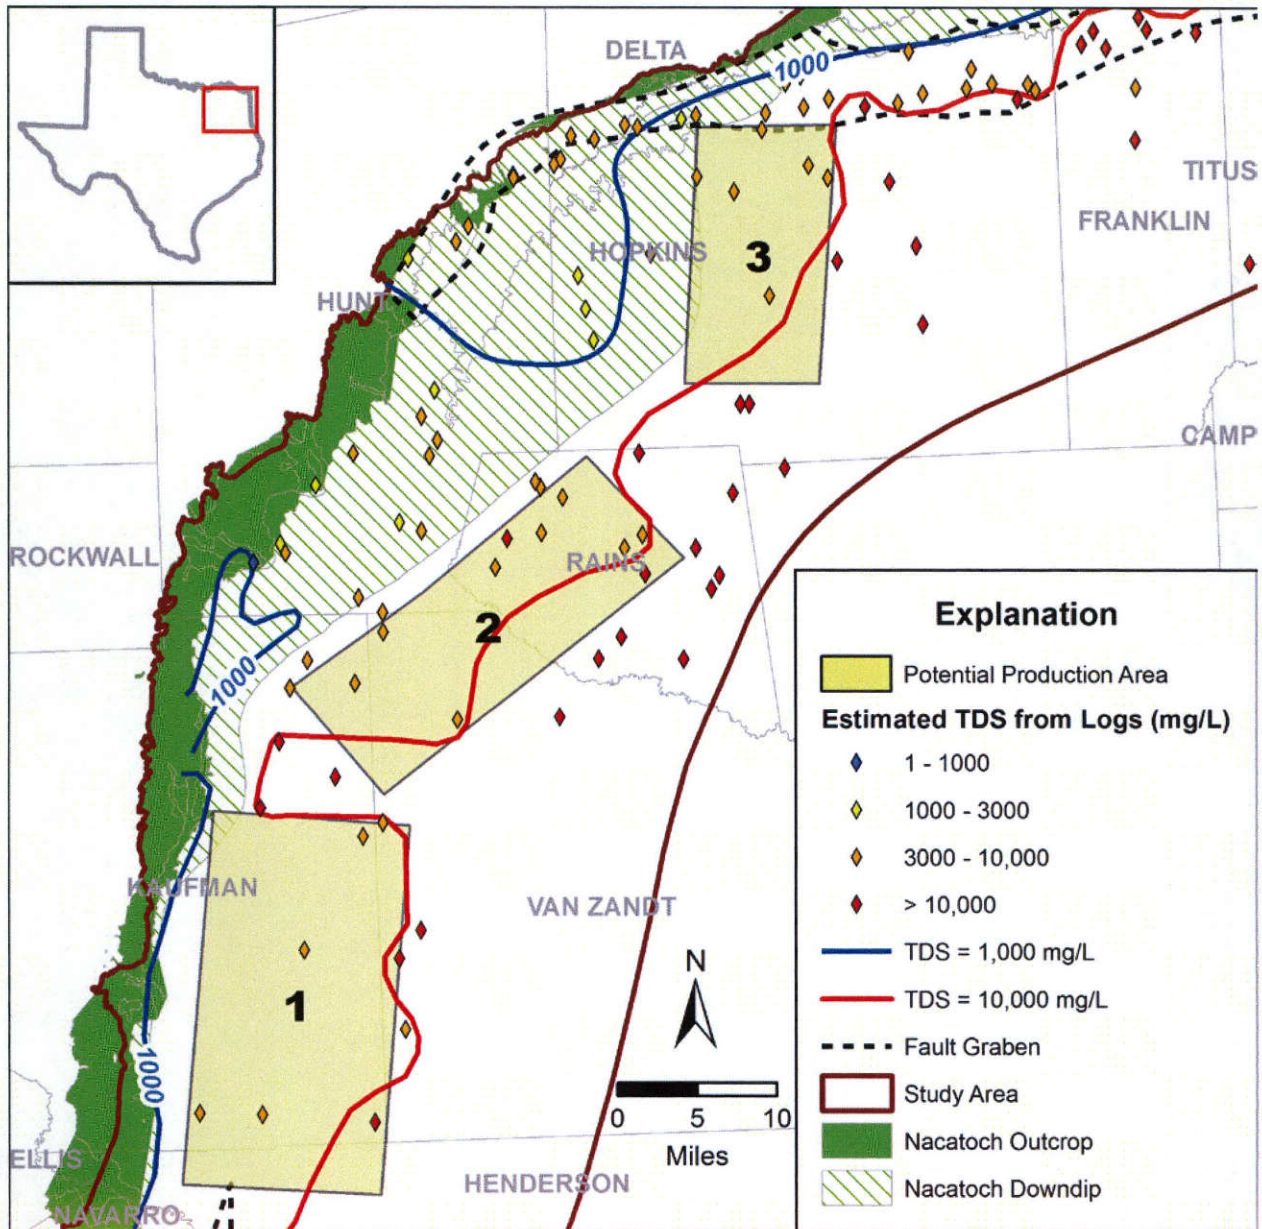 DELTA
1000
TITUS
FRANKLIN
HOPKINS
3
HUNT
CAMP
ROCKWALL
RAINS
2
1000
KAUFMAN
VAN ZANDT
1
N
0 5 10
Miles
1000
ELLIS
HENDERSON
NAVARRO
Explanation
Potential Production Area
Estimated TDS from Logs (mg/L)
1 - 1000
1000 - 3000
3000 - 10,000
> 10,000
TDS = 1,000 mg/L
TDS = 10,000 mg/L
Fault Graben
Study Area
Nacatoch Outcrop
Nacatoch Downdip